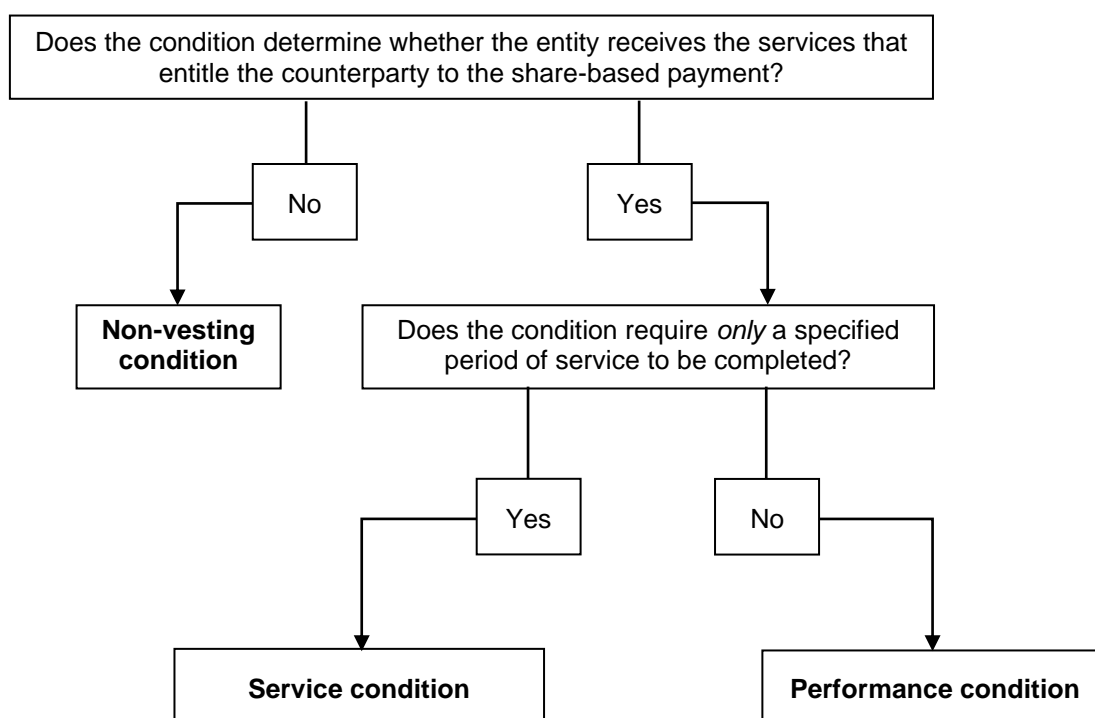 Does the condition determine whether the entity receives the services that
entitle the counterparty to the share-based payment?
No
Yes
Non-vesting
condition
Does the condition require only a specified
period of service to be completed?
Yes
No
Service condition
Performance condition